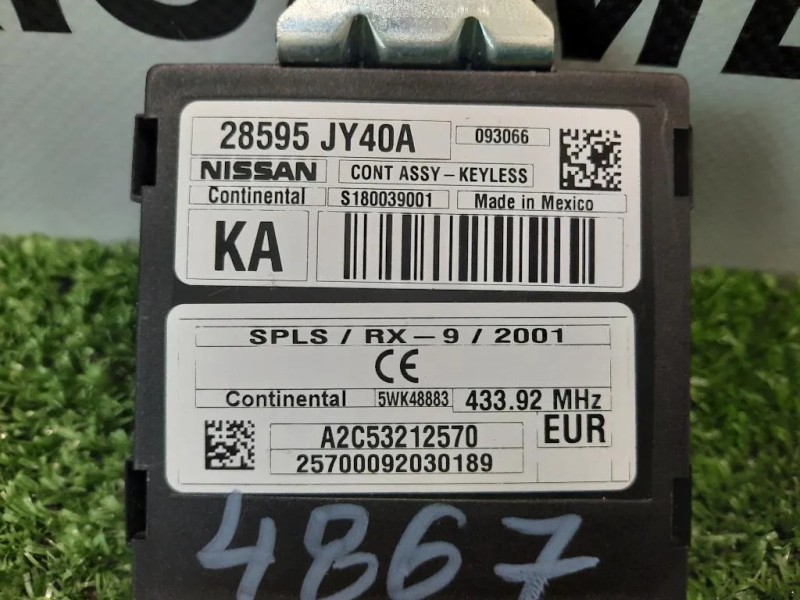 28595 JY40A
093066
NISSAN
CONT ASSY-KEYLESS
Continental
S180039001
Made in Mexico
KA
SPLS / RX-9 / 2001
CE
Continental
5WK48883
433.92 MHz
A2C53212570
EUR
25700092030189
4867